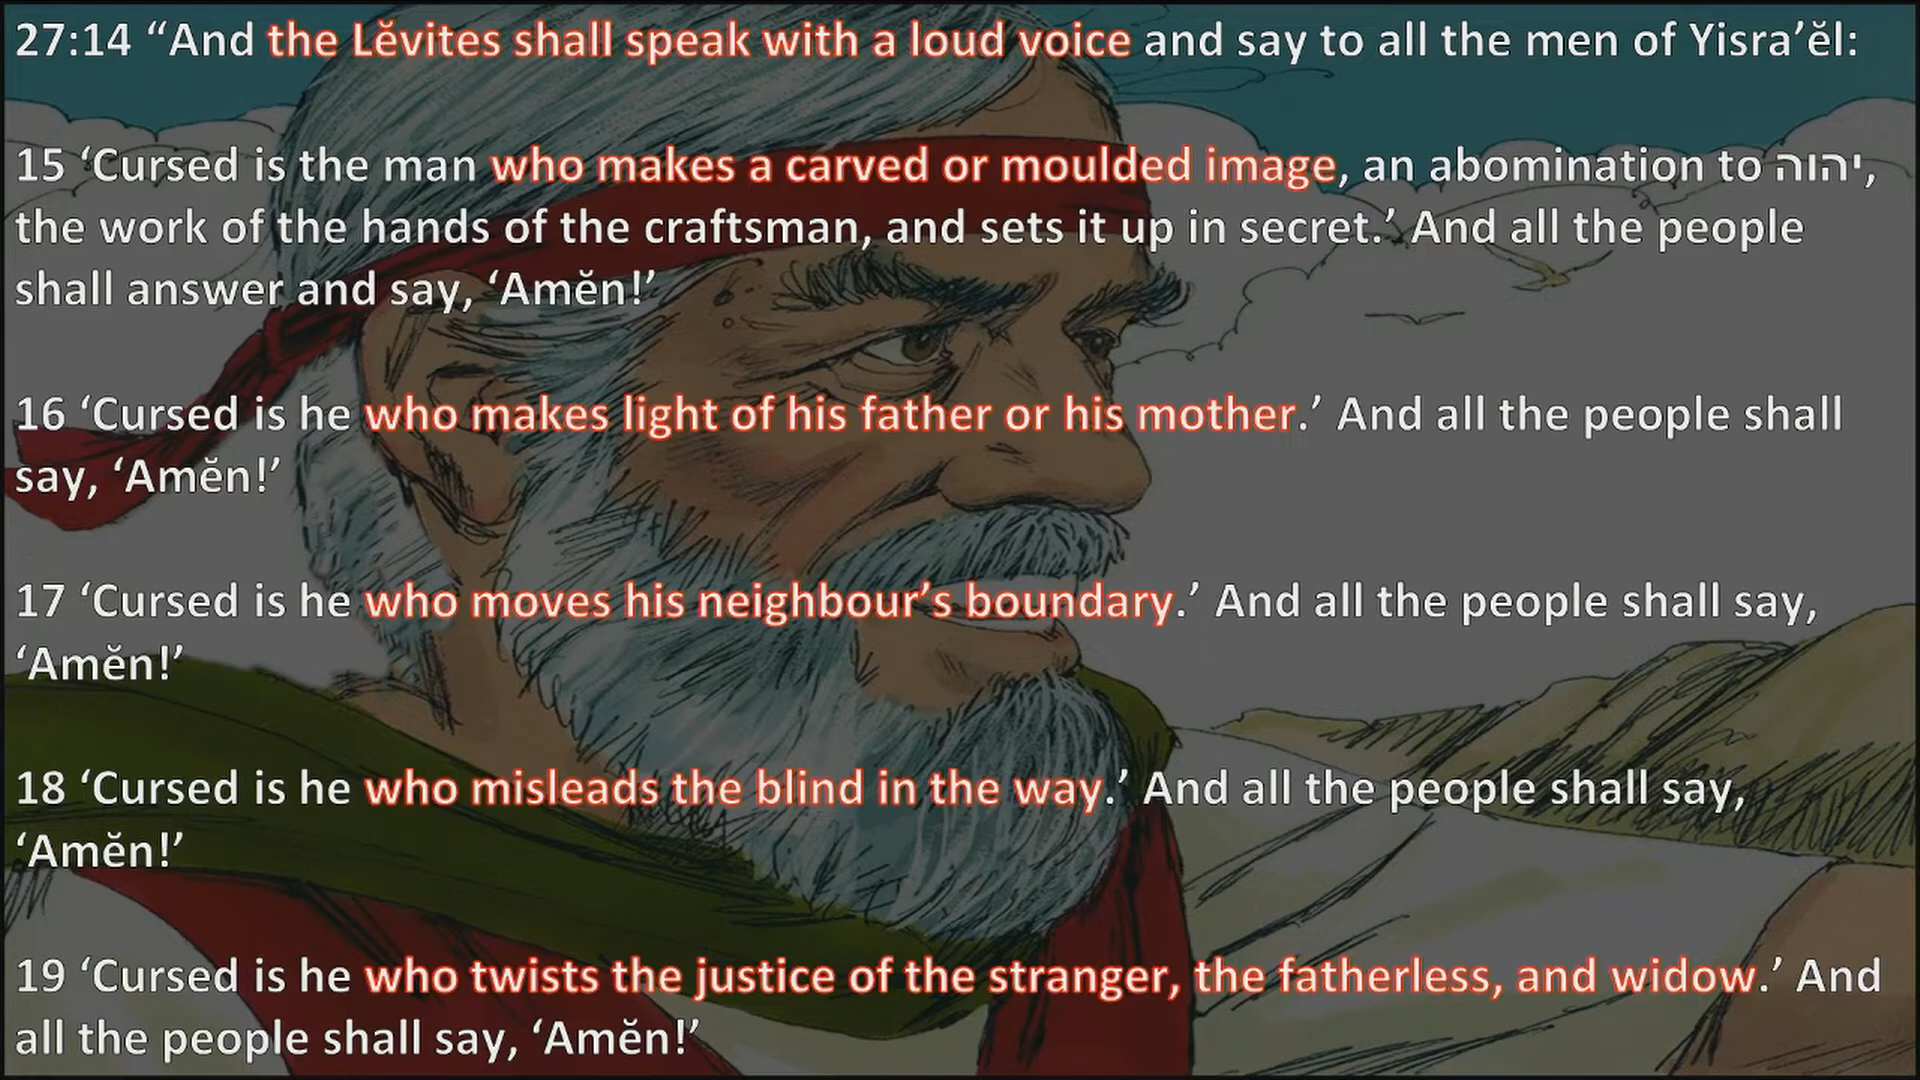 27:14 “And the Lĕvites shall speak with a loud voice and say to all the men of Yisra’ĕl:
15 ‘Cursed is the man who makes a carved or moulded image, an abomination to יהוה,
the work of the hands of the craftsman, and sets it up in secret.’ And all the people
shall answer and say, ‘Amĕn!’
16 ‘Cursed is he who makes light of his father or his mother.’ And all the people shall
say, ‘Amĕn!’
17 ‘Cursed is he who moves his neighbour’s boundary.’ And all the people shall say,
‘Amĕn!’
18 ‘Cursed is he who misleads the blind in the way.’ And all the people shall say,
‘Amĕn!’
19 ‘Cursed is he who twists the justice of the stranger, the fatherless, and widow.’ And
all the people shall say, ‘Amĕn!’